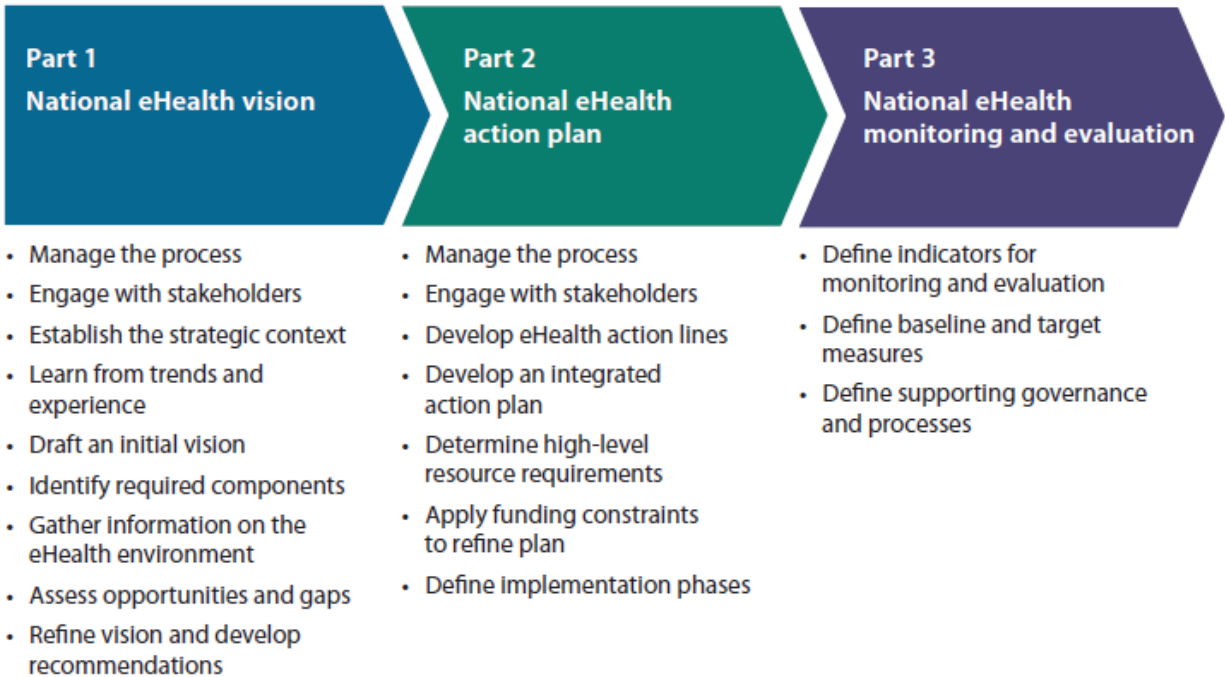 Part 1
National eHealth vision
• Manage the process
• Engage with stakeholders
• Establish the strategic context
• Learn from trends and
experience
• Draft an initial vision
• Identify required components
• Gather information on the
eHealth environment
• Assess opportunities and gaps
• Refine vision and develop
recommendations
Part 2
National eHealth
action plan
• Manage the process
• Engage with stakeholders
• Develop eHealth action lines
• Develop an integrated
action plan
• Determine high-level
resource requirements
• Apply funding constraints
to refine plan
• Define implementation phases
Part 3
National eHealth
monitoring and evaluation
• Define indicators for
monitoring and evaluation
• Define baseline and target
measures
• Define supporting governance
and processes